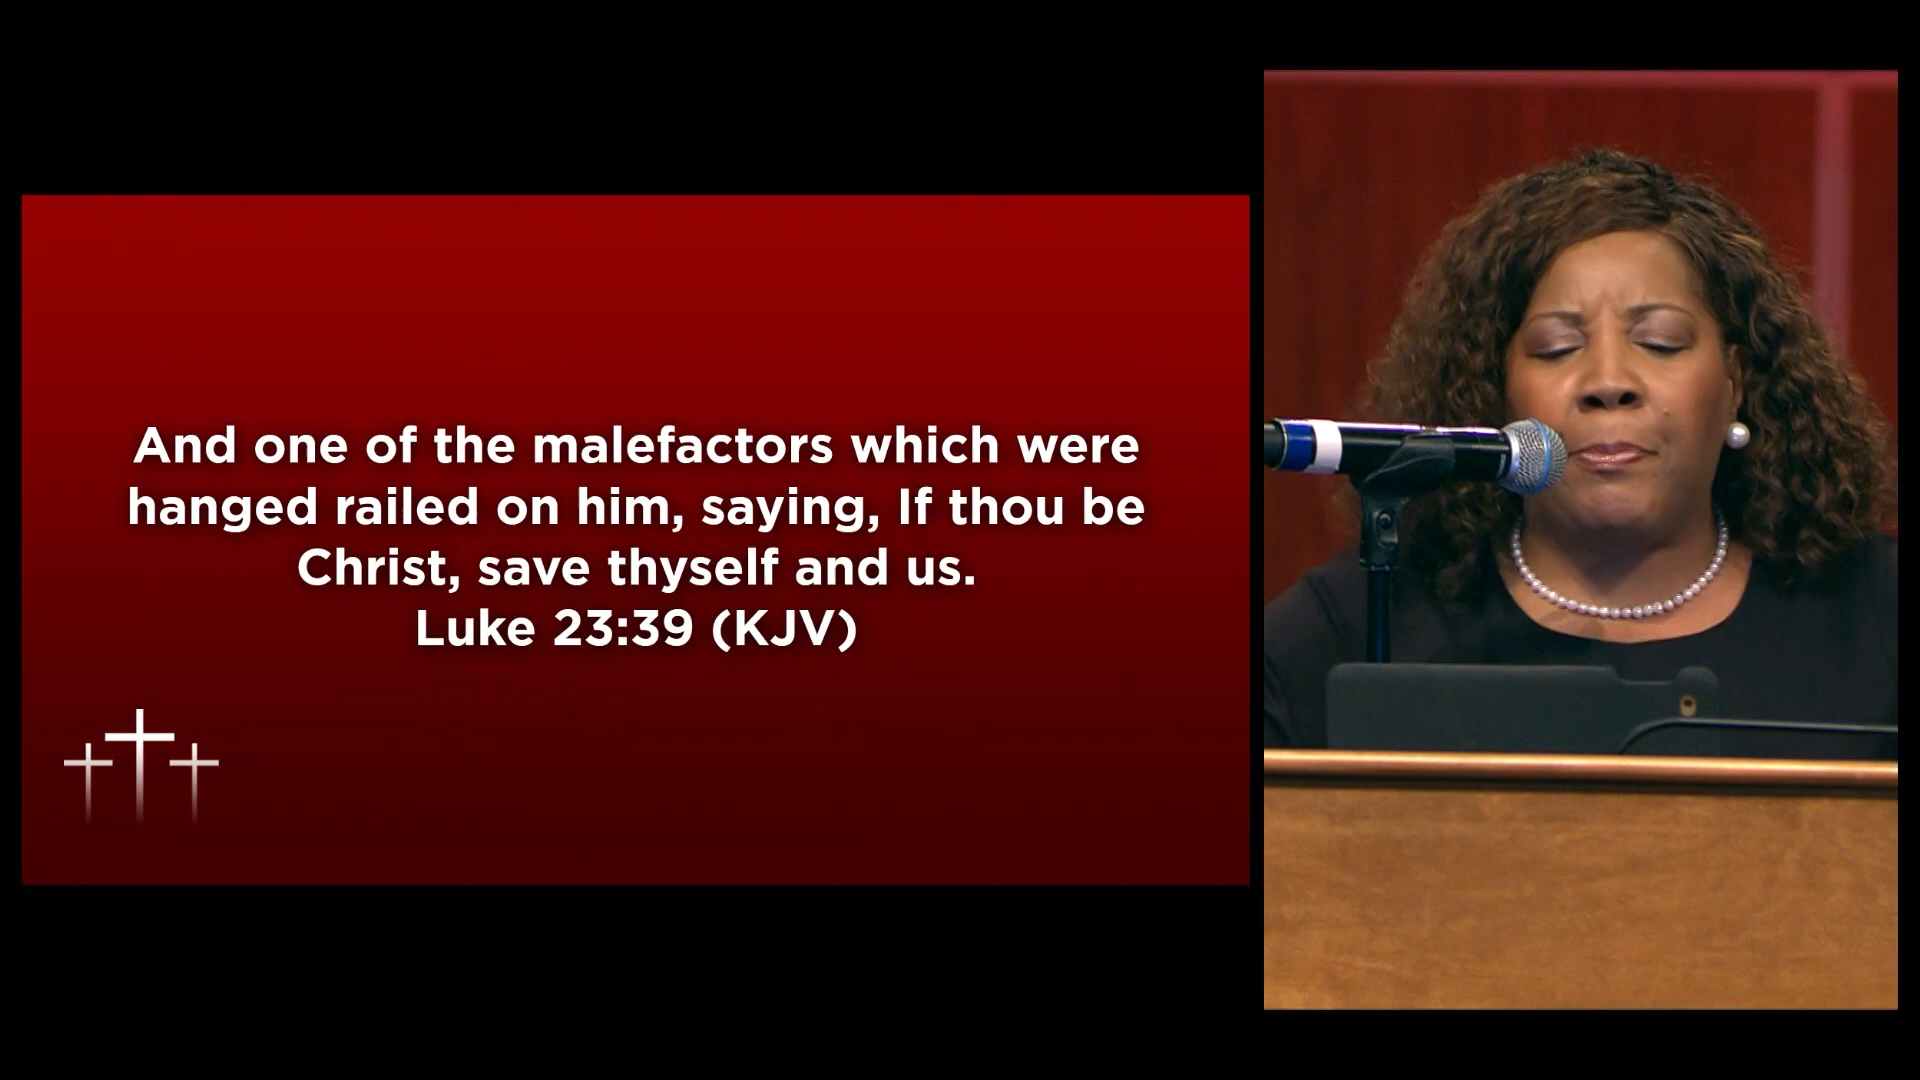 And one of the malefactors which were
hanged railed on him, saying, If thou be
Christ, save thyself and us.
Luke 23:39 (KJV)